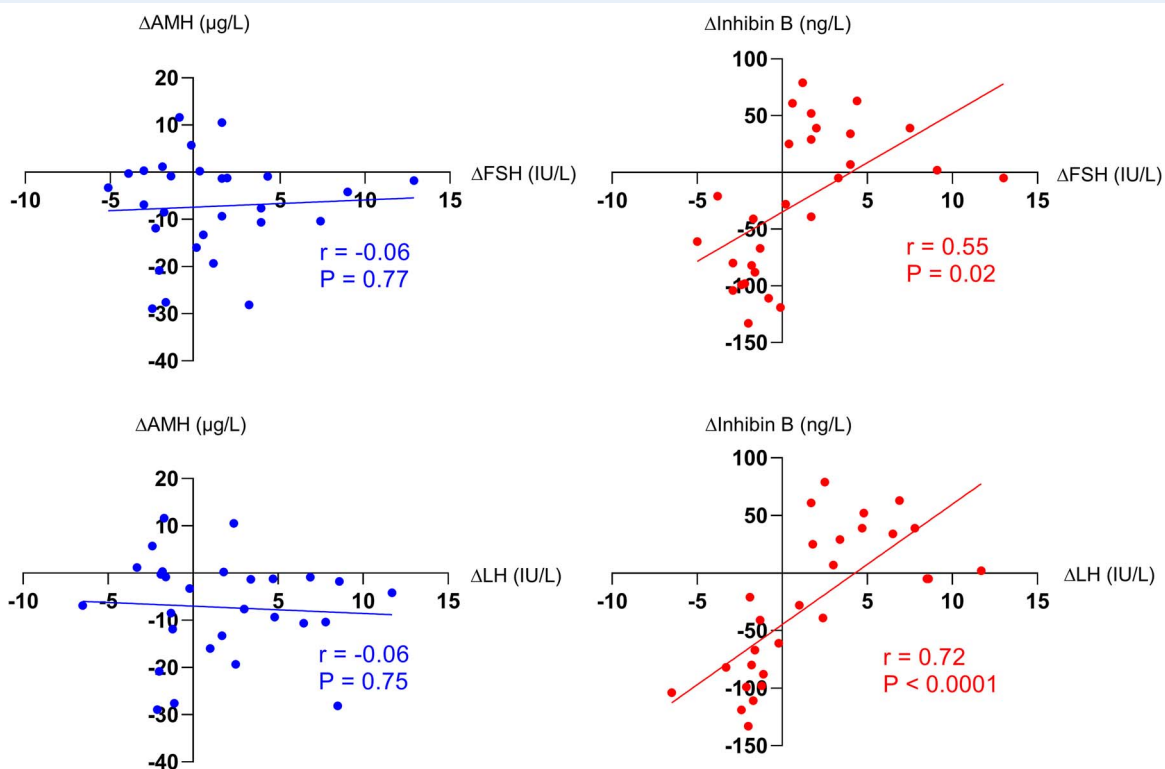 ΔAMH (µg/L)
20
10
-10
-20
-30
-40
-10
-5
5
10
15
ΔFSH (IU/L)
r = -0.06
P = 0.77
ΔInhibin B (ng/L)
100
50
-50
-100
-150
-10
-5
5
10
15
ΔFSH (IU/L)
r = 0.55
P = 0.02
ΔAMH (µg/L)
20
10
-10
-20
-30
-40
-10
-5
5
10
15
ΔLH (IU/L)
r = -0.06
P = 0.75
ΔInhibin B (ng/L)
100
50
-50
-100
-150
-10
-5
5
10
15
ΔLH (IU/L)
r = 0.72
P < 0.0001